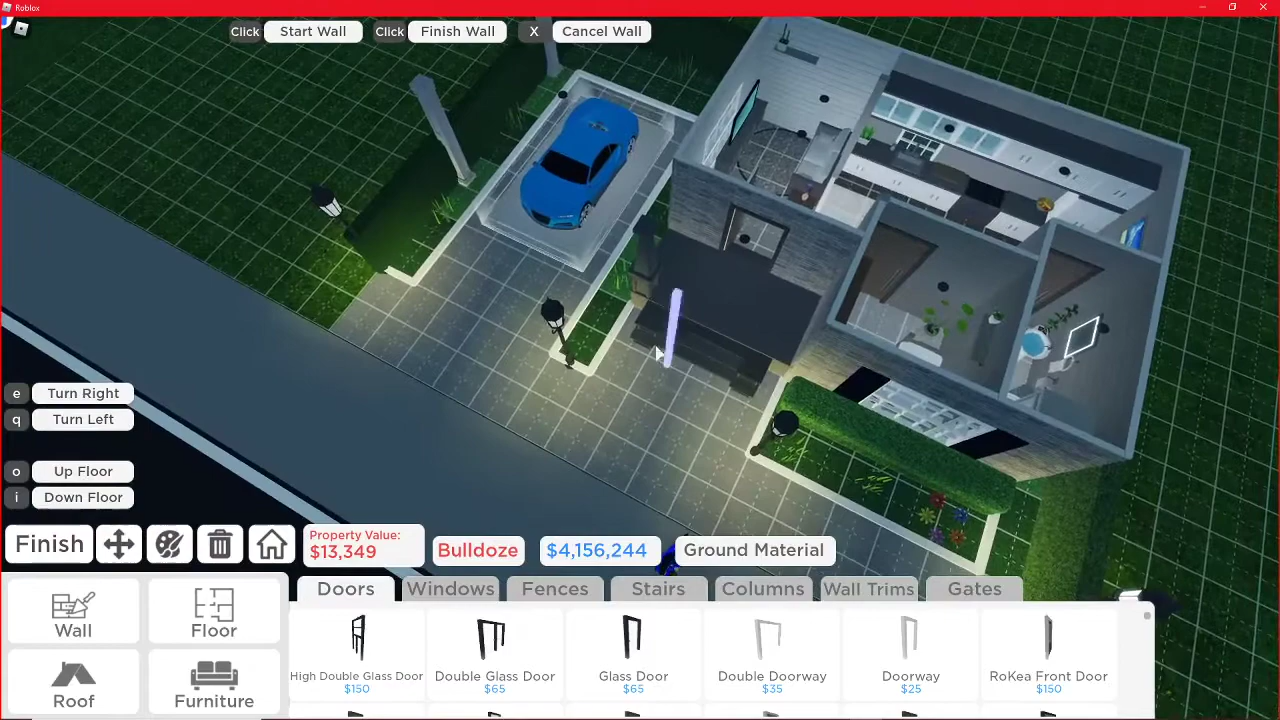 Roblox
Click Start Wall Click Finish Wall X Cancel Wall
e Turn Right
q Turn Left
o Up Floor
i Down Floor
Finish
Property Value:
$13,349
Bulldoze
$4,156,244
Ground Material
Wall
Floor
Roof
Furniture
Doors Windows Fences Stairs Columns Wall Trims Gates
High Double Glass Door
$150
Double Glass Door
$65
Glass Door
$65
Double Doorway
$35
Doorway
$25
RoKea Front Door
$150